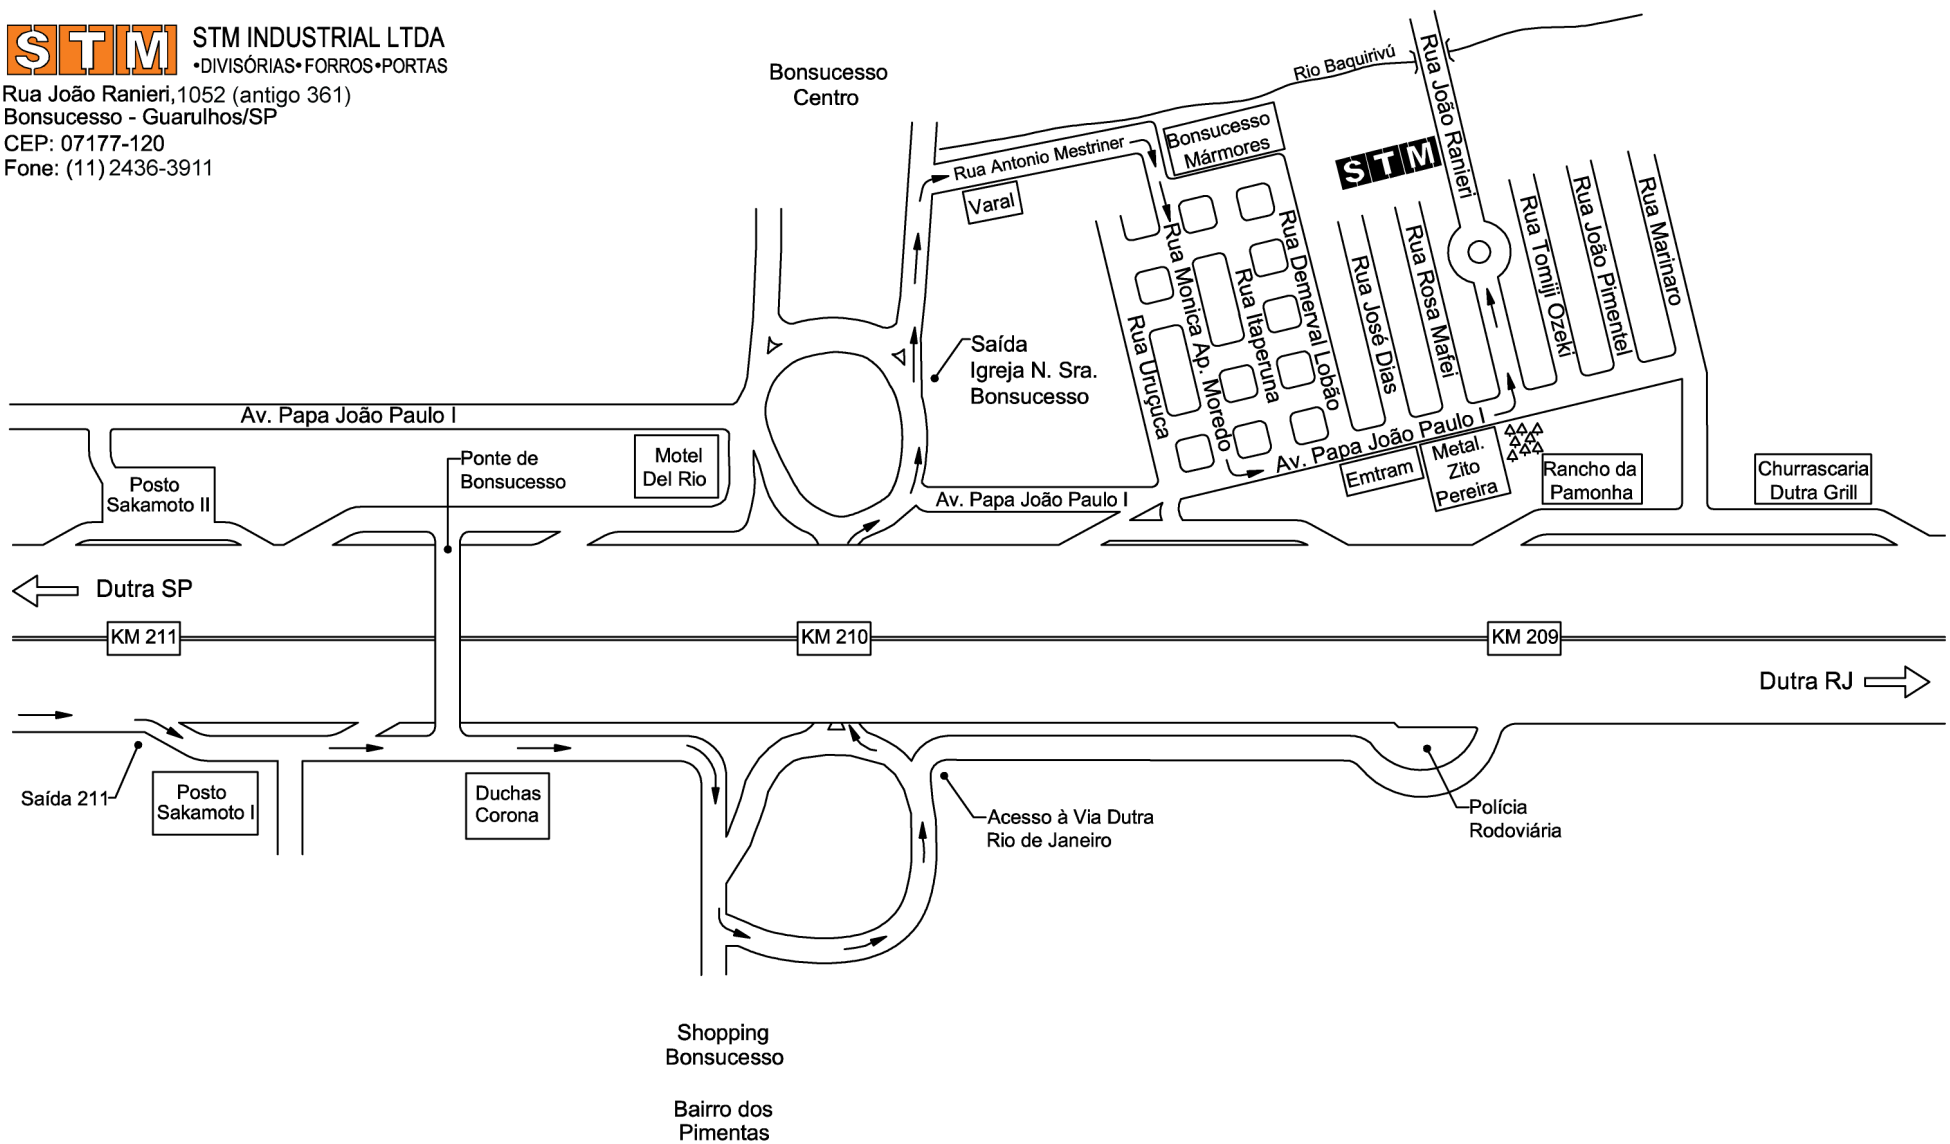 STM STM INDUSTRIAL LTDA
•DIVISÓRIAS•FORROS•PORTAS
Rua João Ranieri,1052 (antigo 361)
Bonsucesso - Guarulhos/SP
CEP: 07177-120
Fone: (11) 2436-3911
Bonsucesso
Centro
Rio Baquirivú
Rua João Ranieri
Bonsucesso
Mármores
Rua Antonio Mestriner
Varal
STM
Rua Uruçuca
Rua Monica Ap. Moredo
Rua Itaperuna
Rua Demerval Lobão
Rua José Dias
Rua Rosa Mafei
Rua Tomiji Ozeki
Rua João Pimentel
Rua Marinaro
Saída
Igreja N. Sra.
Bonsucesso
Av. Papa João Paulo I
Av. Papa João Paulo I
Av. Papa João Paulo I
Posto
Sakamoto II
Ponte de
Bonsucesso
Motel
Del Rio
Emtram
Metal.
Zito
Pereira
Rancho da
Pamonha
Churrascaria
Dutra Grill
Dutra SP
KM 211
KM 210
KM 209
Dutra RJ
Saída 211
Posto
Sakamoto I
Duchas
Corona
Acesso à Via Dutra
Rio de Janeiro
Polícia
Rodoviária
Shopping
Bonsucesso
Bairro dos
Pimentas